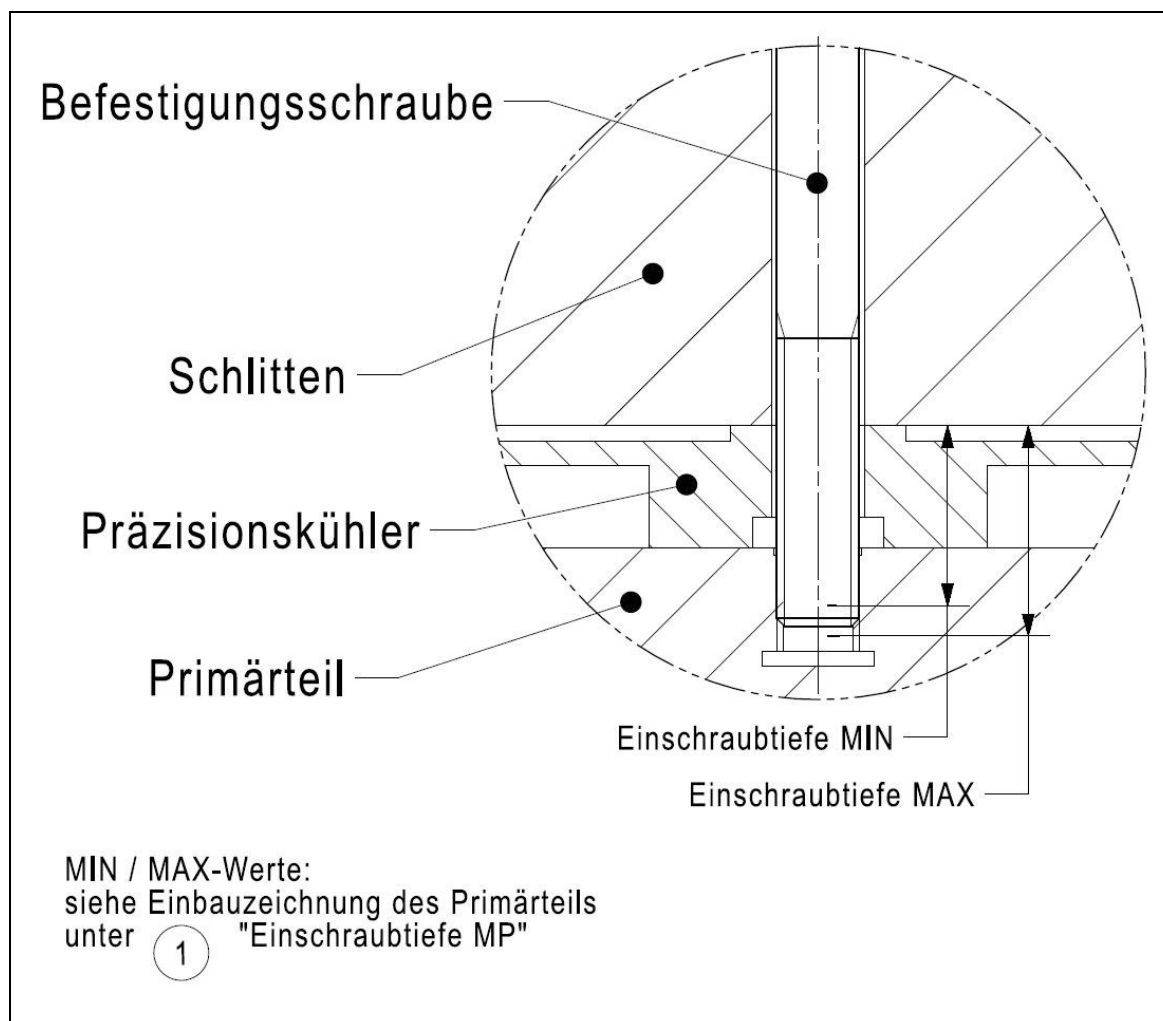 Befestigungsschraube
Schlitten
Präzisionskühler
Primärteil
Einschraubtiefe MIN
Einschraubtiefe MAX
MIN / MAX-Werte:
siehe Einbauzeichnung des Primärteils
unter 1 "Einschraubtiefe MP"